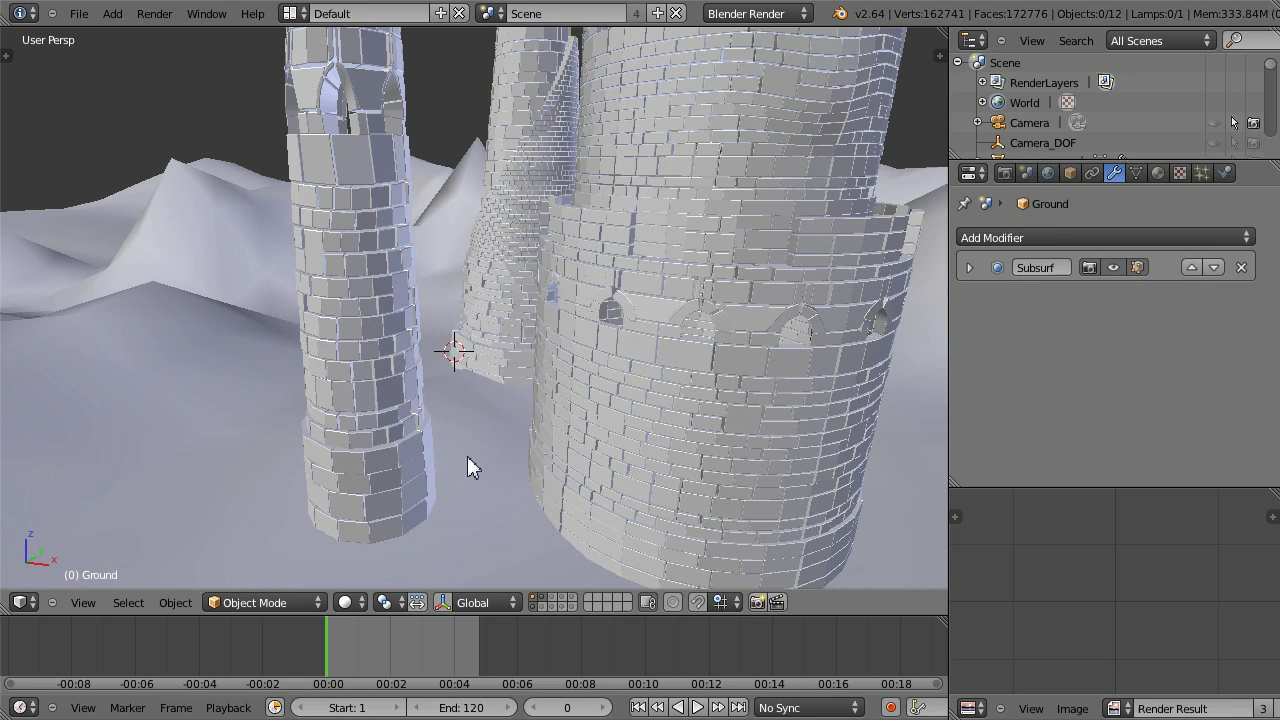 File Add Render Window Help Default Scene 4 Blender Render v2.64 | Verts:162741 | Faces:172776 | Objects:0/12 | Lamps:0/1 | Mem:333.84M
User Persp
View Search All Scenes
Scene
RenderLayers
World
Camera
Camera_DOF
Ground
Add Modifier
Subsurf
z
y
x
(0) Ground
View Select Object Object Mode Global
-00:08 -00:06 -00:04 -00:02 00:00 00:02 00:04 00:06 00:08 00:10 00:12 00:14 00:16 00:18
View Marker Frame Playback Start: 1 End: 120 0 No Sync
View Image Render Result 3